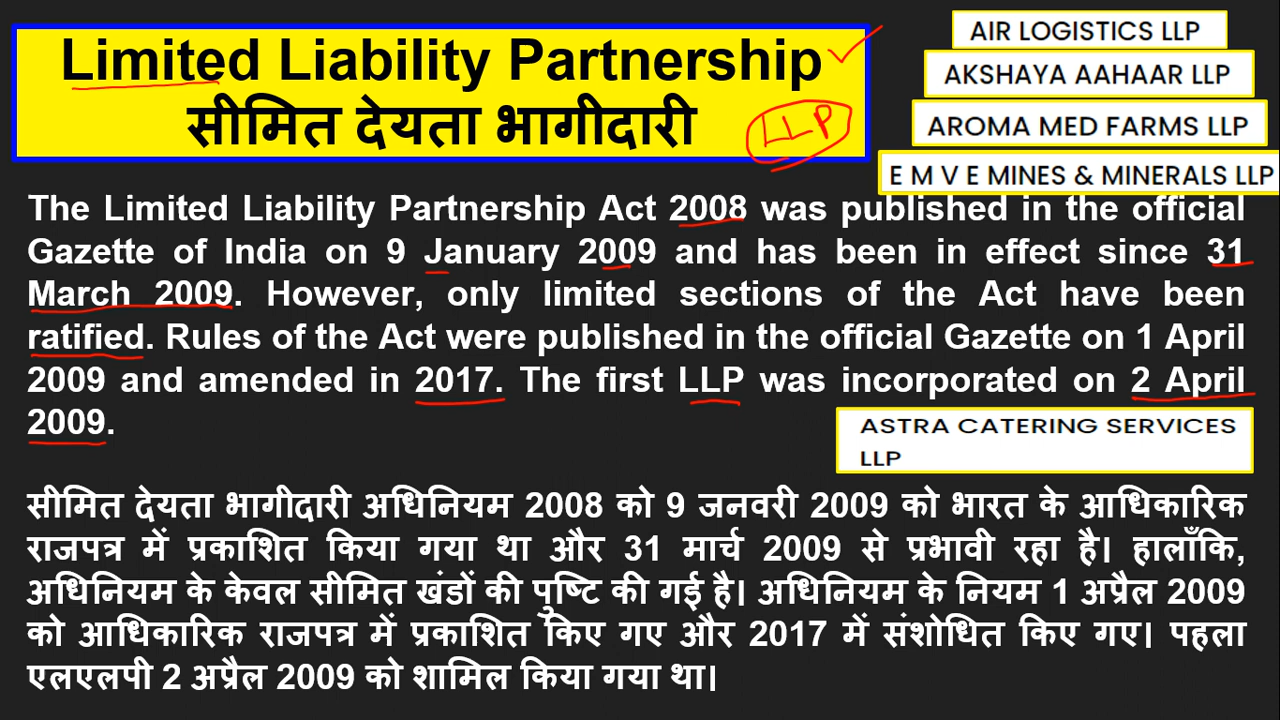 Limited Liability Partnership
सीमित देयता भागीदारी
LLP
AIR LOGISTICS LLP
AKSHAYA AAHAAR LLP
AROMA MED FARMS LLP
E M V E MINES & MINERALS LLP
The Limited Liability Partnership Act 2008 was published in the official
Gazette of India on 9 January 2009 and has been in effect since 31
March 2009. However, only limited sections of the Act have been
ratified. Rules of the Act were published in the official Gazette on 1 April
2009 and amended in 2017. The first LLP was incorporated on 2 April
2009.
ASTRA CATERING SERVICES
LLP
सीमित देयता भागीदारी अधिनियम 2008 को 9 जनवरी 2009 को भारत के आधिकारिक
राजपत्र में प्रकाशित किया गया था और 31 मार्च 2009 से प्रभावी रहा है। हालाँकि,
अधिनियम के केवल सीमित खंडों की पुष्टि की गई है। अधिनियम के नियम 1 अप्रैल 2009
को आधिकारिक राजपत्र में प्रकाशित किए गए और 2017 में संशोधित किए गए। पहला
एलएलपी 2 अप्रैल 2009 को शामिल किया गया था।